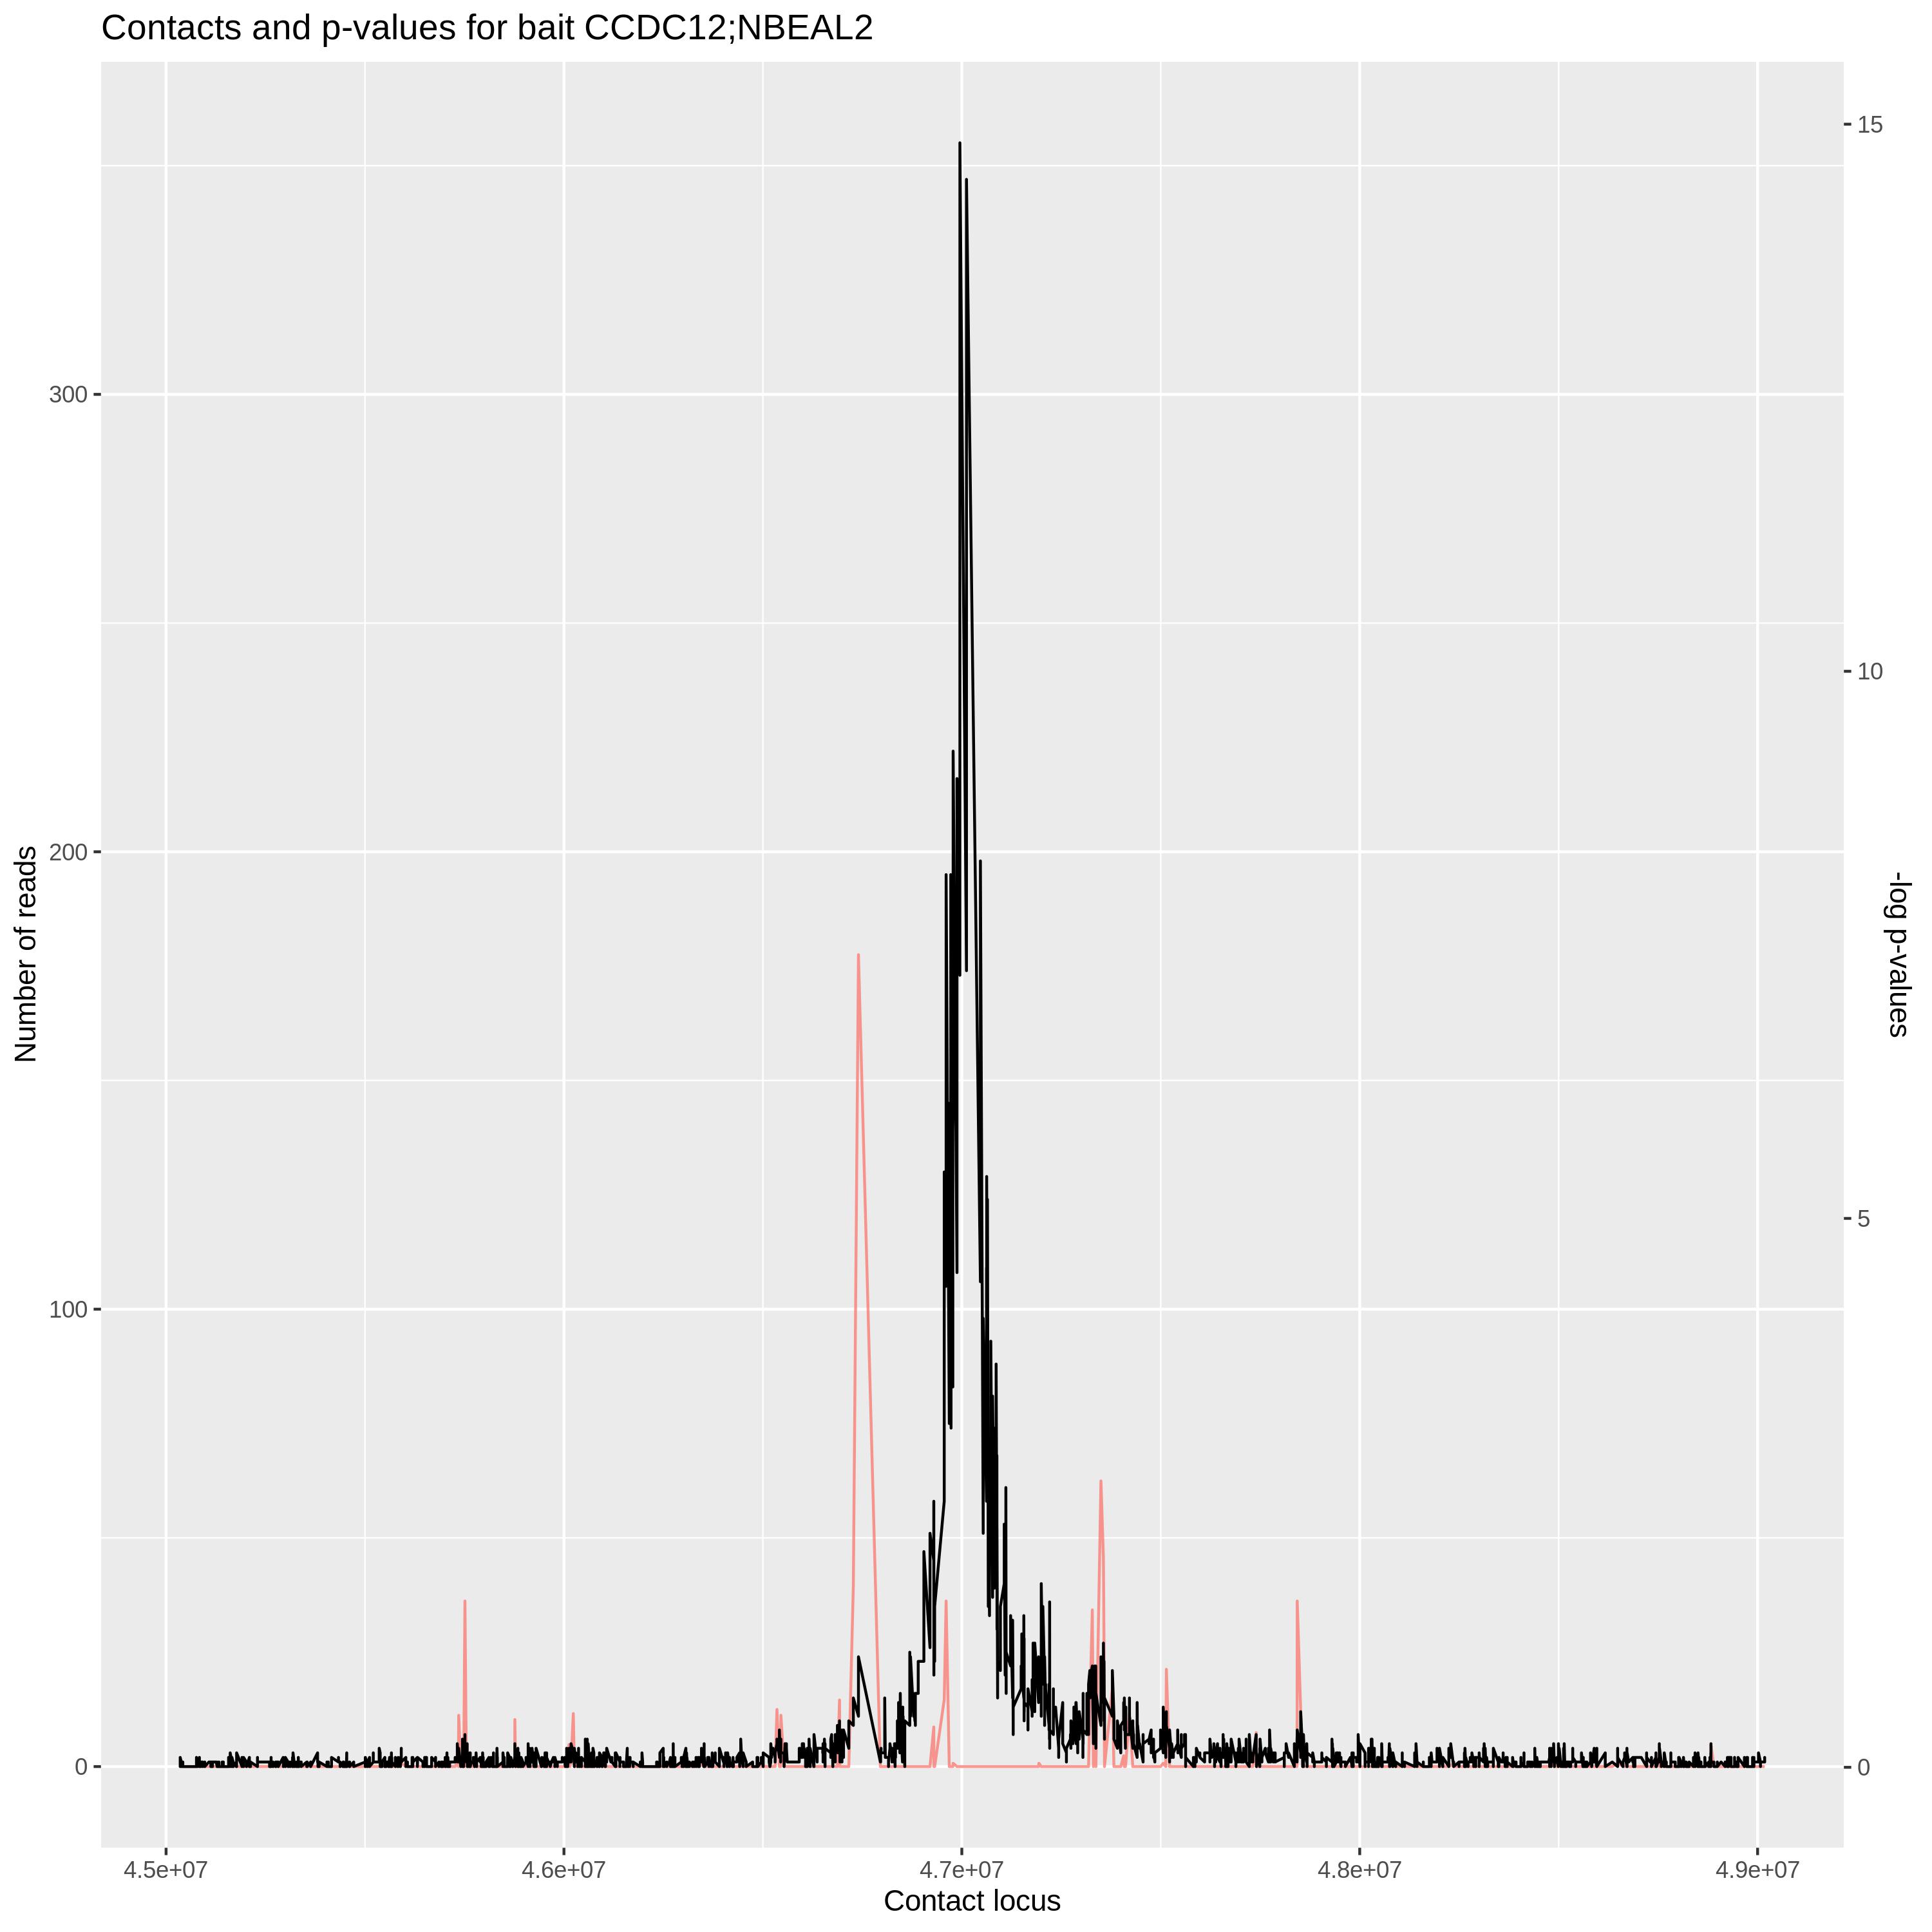 Contacts and p-values for bait CCDC12;NBEAL2
Number of reads
300
200
100
0
15
10
5
0
-log p-values
4.5e+07 4.6e+07 4.7e+07 4.8e+07 4.9e+07
Contact locus